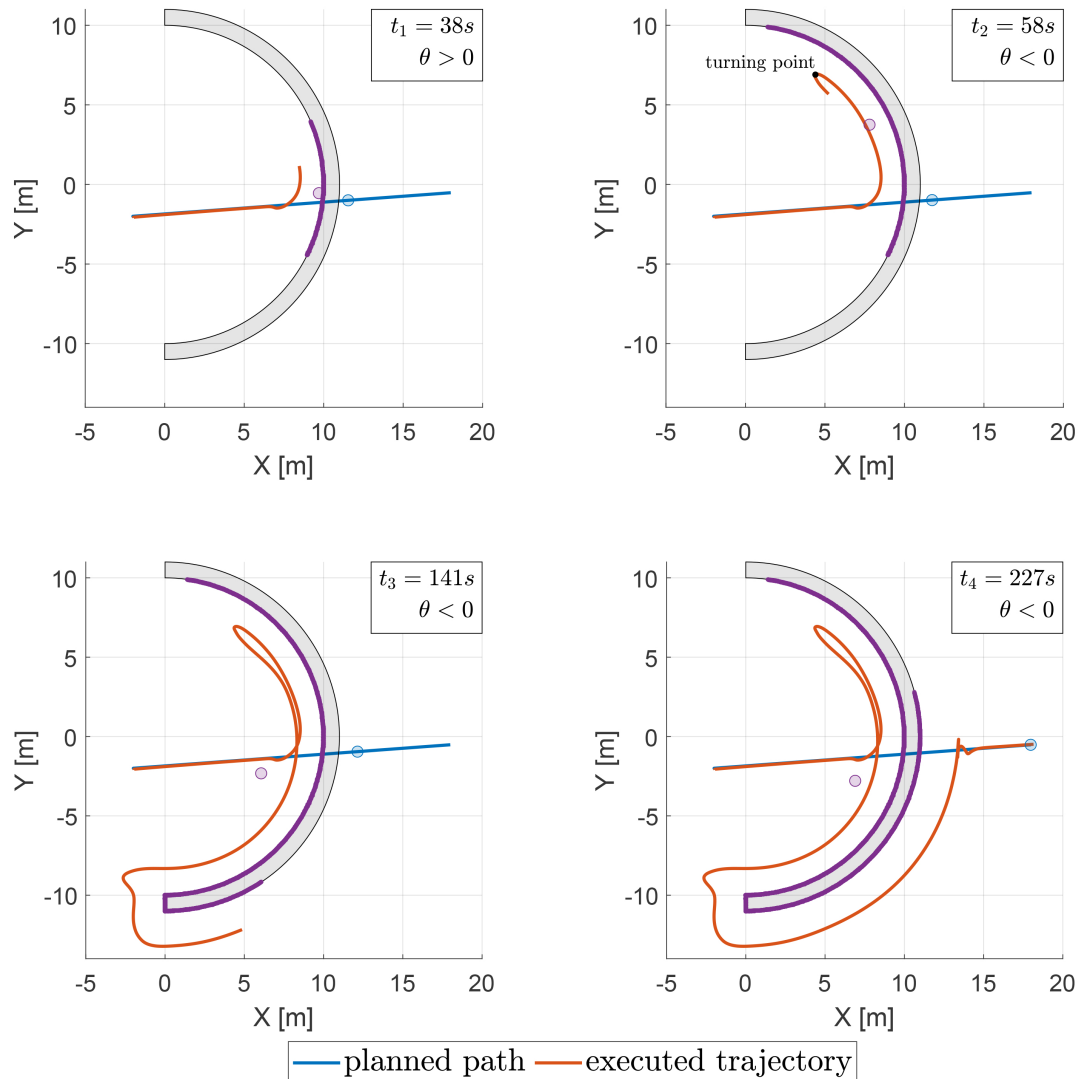 t₁ = 38s
θ > 0
10
5
0
-5
-10
Y [m]
-5 0 5 10 15 20
X [m]
t₂ = 58s
θ < 0
turning point
10
5
0
-5
-10
Y [m]
-5 0 5 10 15 20
X [m]
t₃ = 141s
θ < 0
10
5
0
-5
-10
Y [m]
-5 0 5 10 15 20
X [m]
t₄ = 227s
θ < 0
10
5
0
-5
-10
Y [m]
-5 0 5 10 15 20
X [m]
planned path executed trajectory